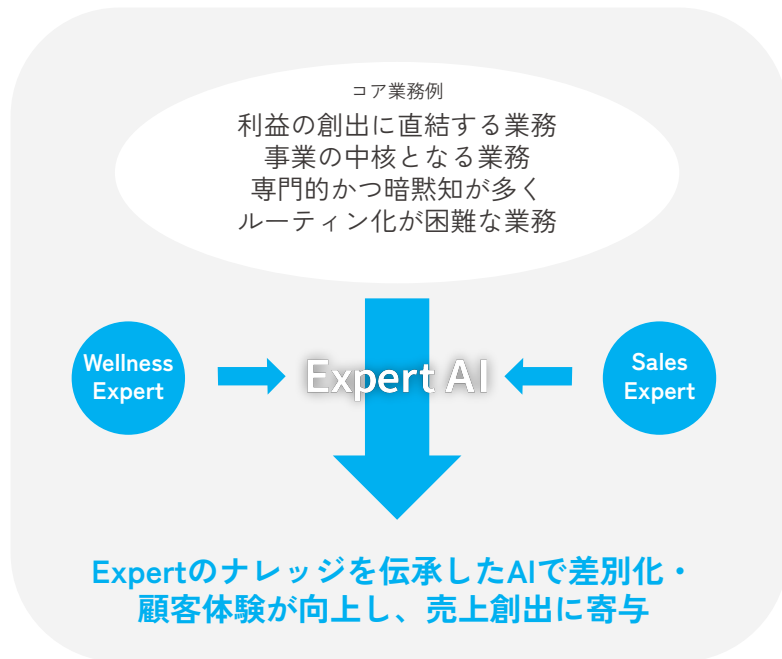 コア業務例
利益の創出に直結する業務
事業の中核となる業務
専門的かつ暗黙知が多く
ルーティン化が困難な業務
Wellness
Expert
Expert AI
Sales
Expert
Expertのナレッジを伝承したAIで差別化・
顧客体験が向上し、売上創出に寄与